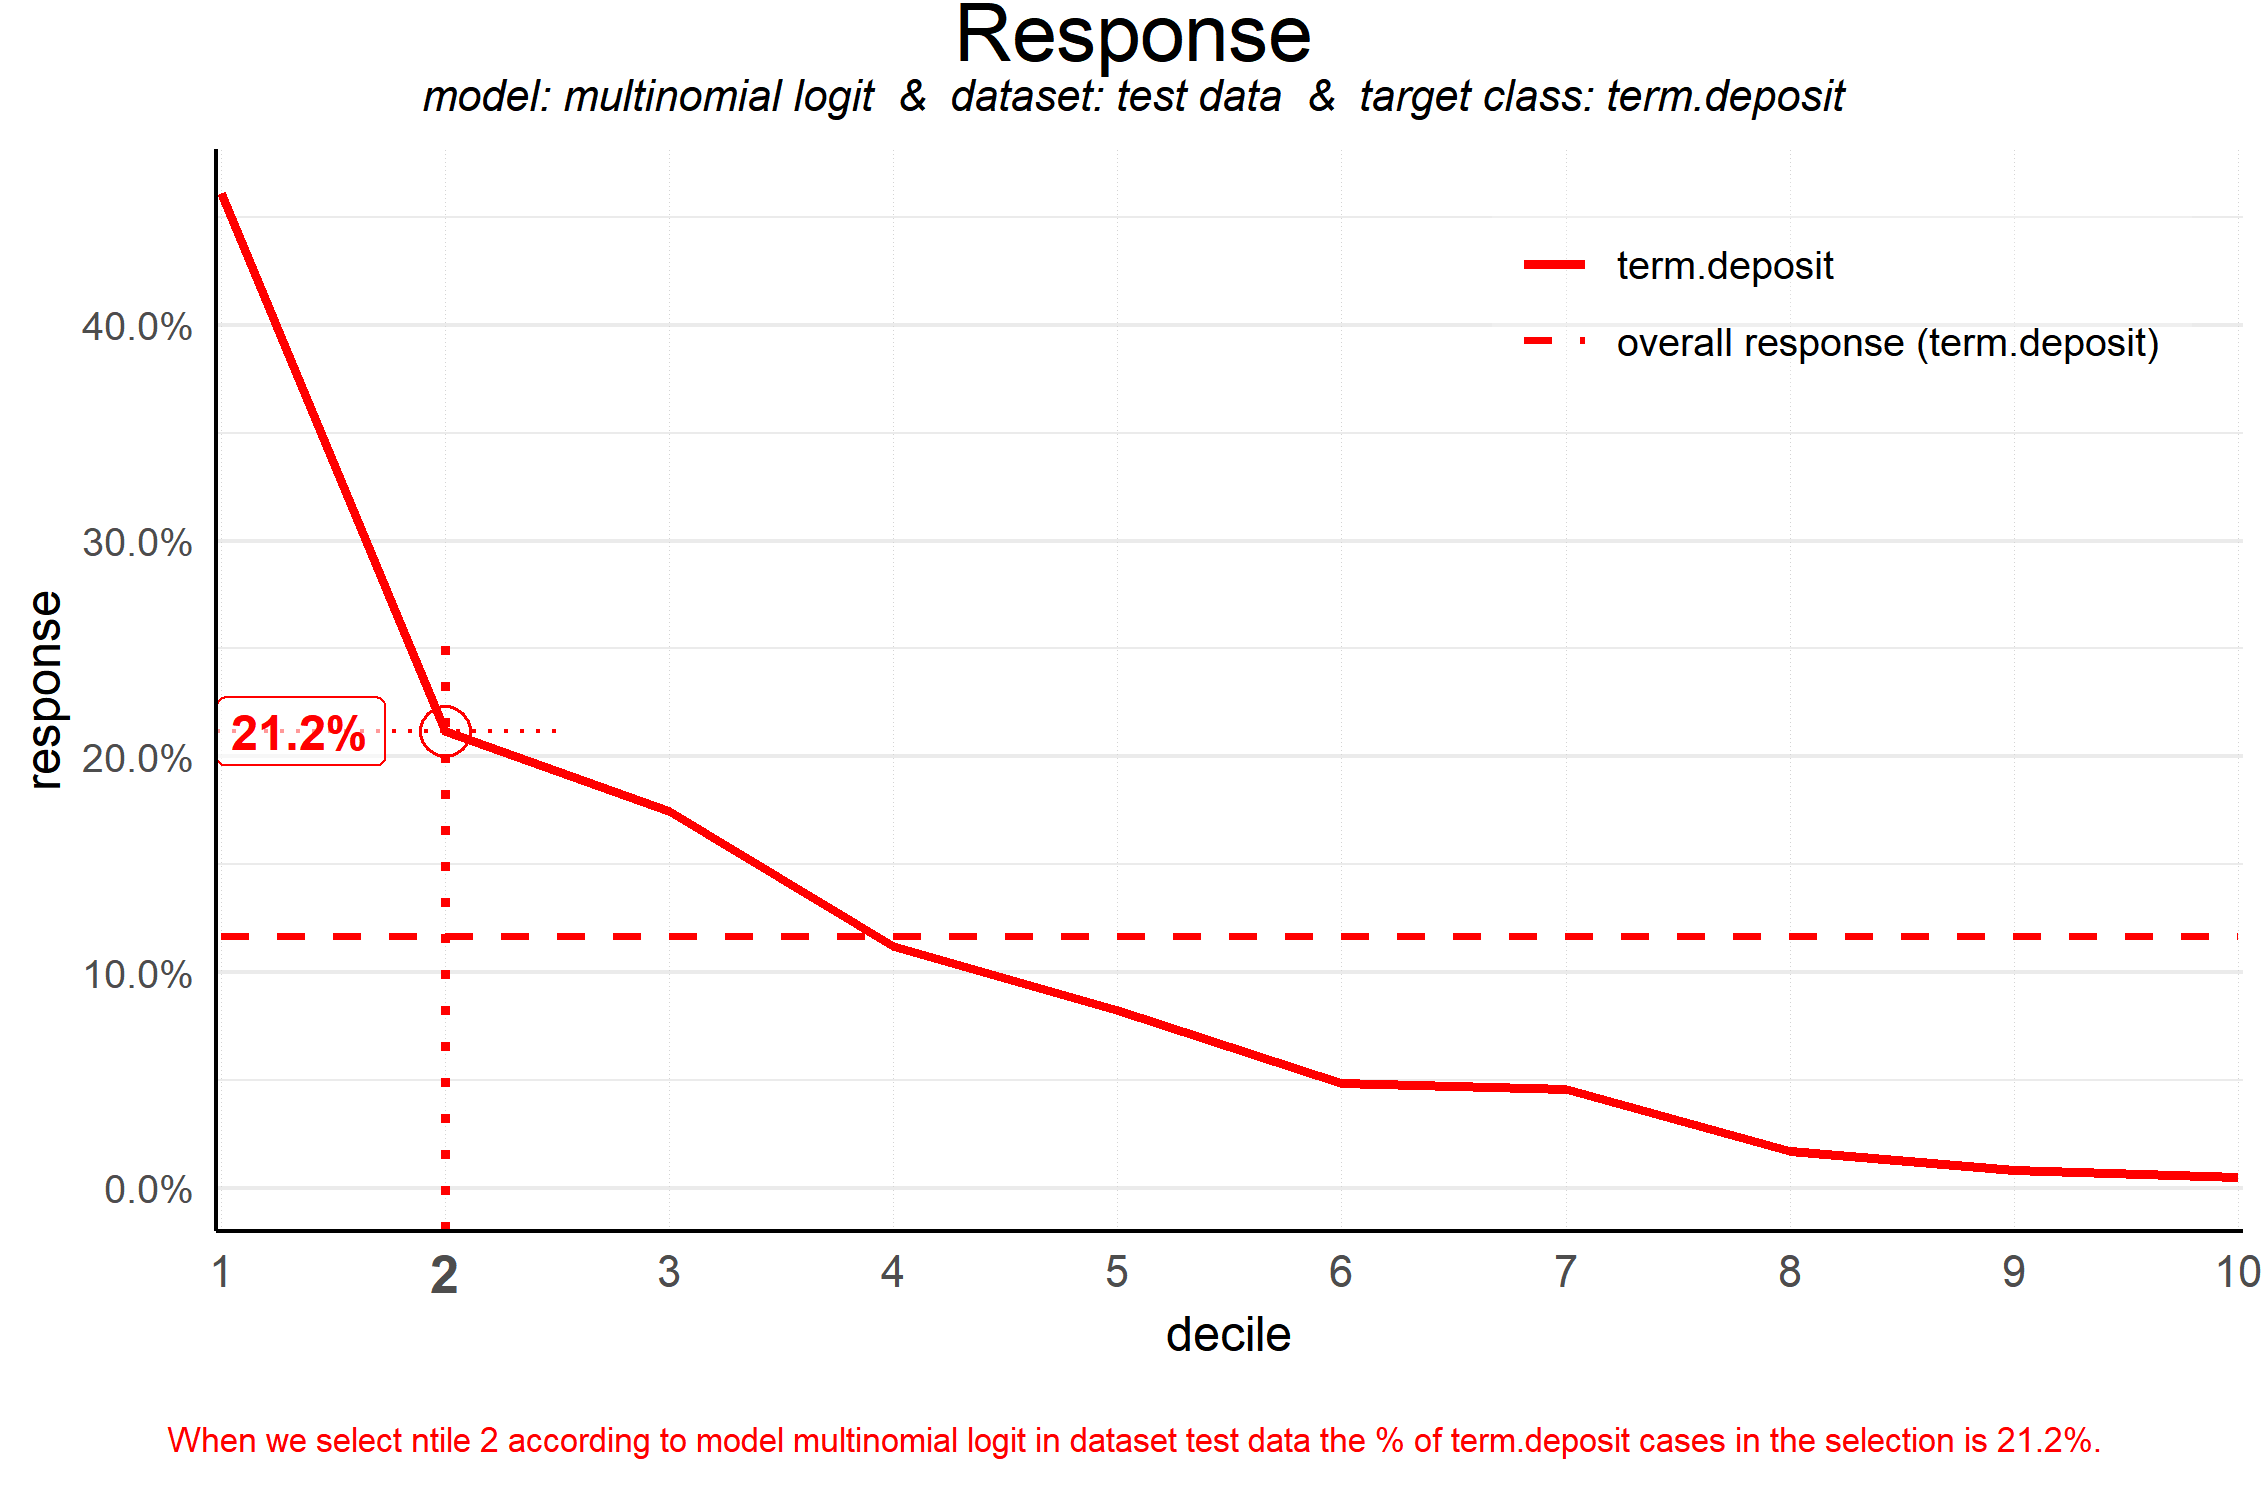 Response
model: multinomial logit & dataset: test data & target class: term.deposit
term.deposit
overall response (term.deposit)
40.0%
30.0%
20.0%
10.0%
0.0%
response
21.2%
1 2 3 4 5 6 7 8 9 10
decile
When we select ntile 2 according to model multinomial logit in dataset test data the % of term.deposit cases in the selection is 21.2%.